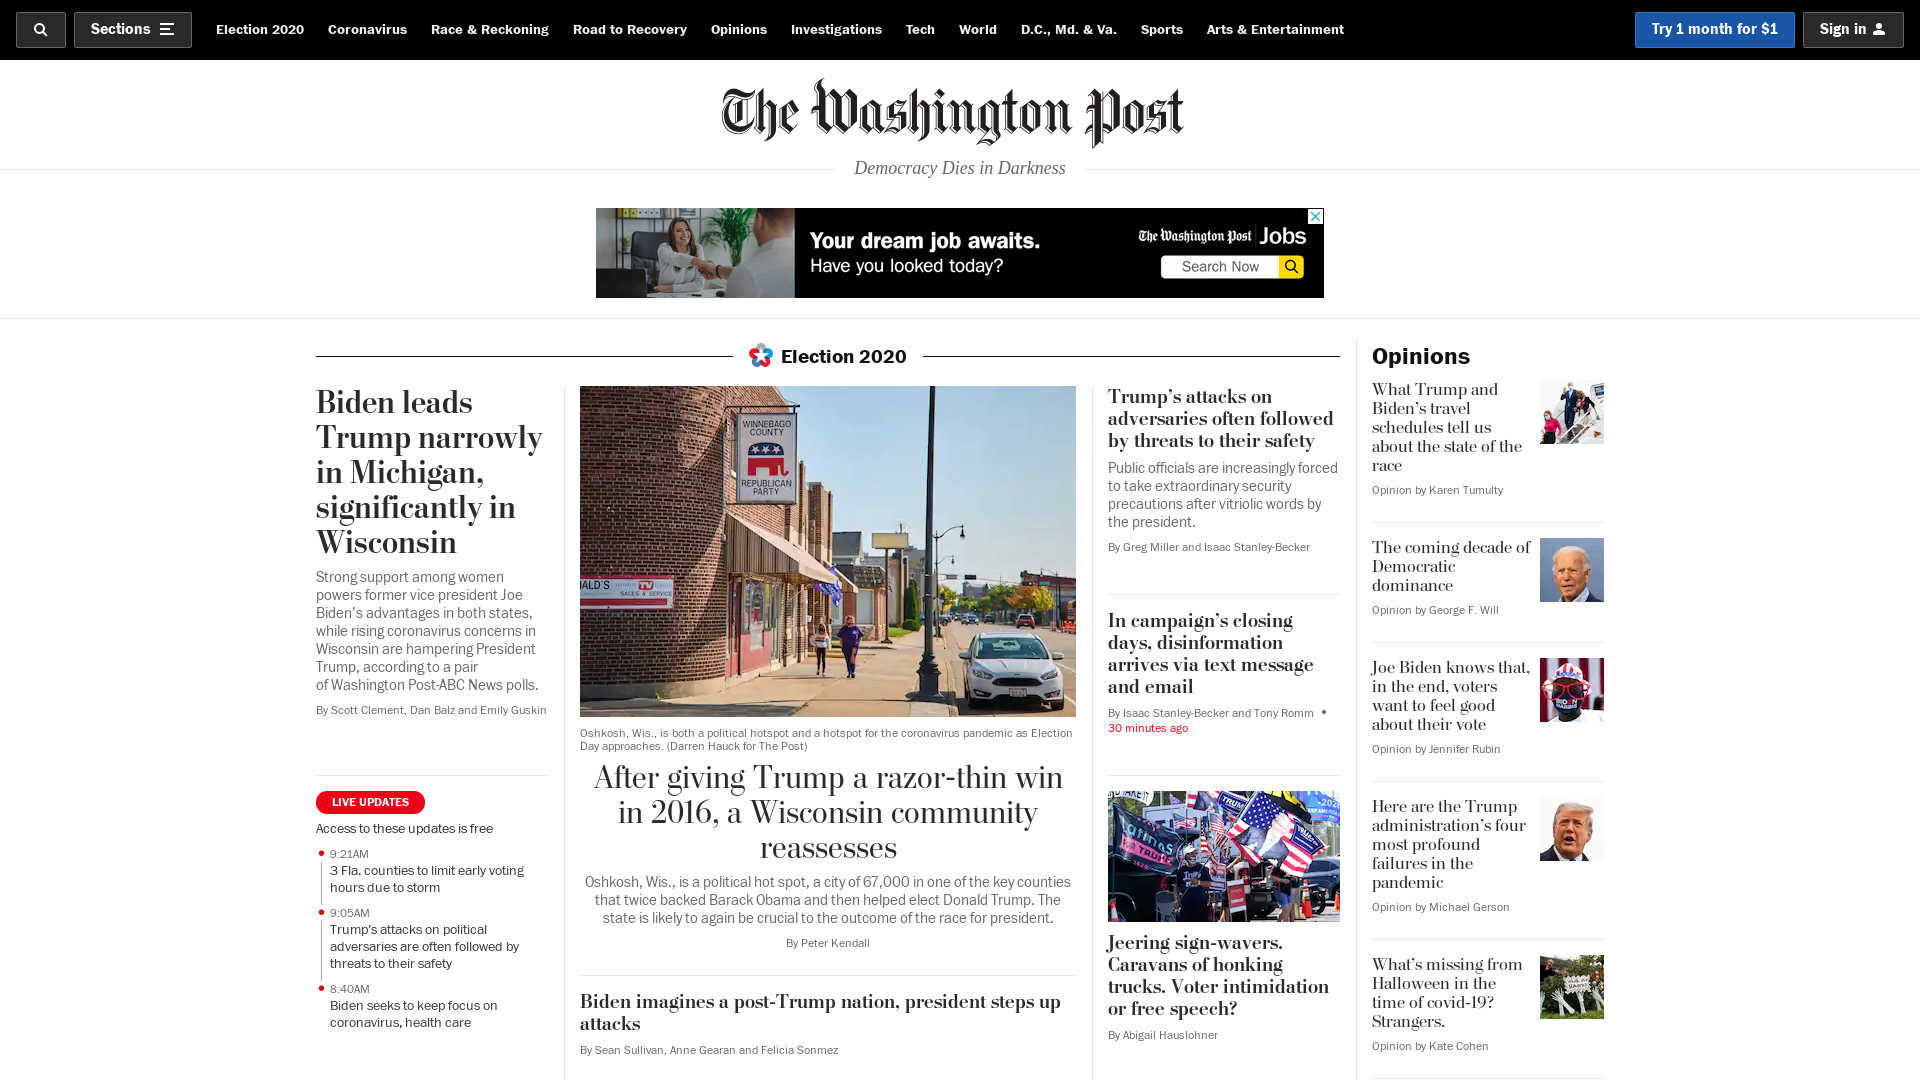 Sections
Election 2020
Coronavirus
Race & Reckoning
Road to Recovery
Opinions
Investigations
Tech
World
D.C., Md. & Va.
Sports
Arts & Entertainment
Try 1 month for $1
Sign in
The Washington Post
Democracy Dies in Darkness
Your dream job awaits.
Have you looked today?
The Washington Post Jobs
Search Now
Election 2020
Biden leads
Trump narrowly
in Michigan,
significantly in
Wisconsin
Strong support among women
powers former vice president Joe
Biden’s advantages in both states,
while rising coronavirus concerns in
Wisconsin are hampering President
Trump, according to a pair
of Washington Post-ABC News polls.
By Scott Clement, Dan Balz and Emily Guskin
LIVE UPDATES
Access to these updates is free
9:21AM
3 Fla. counties to limit early voting
hours due to storm
9:05AM
Trump's attacks on political
adversaries are often followed by
threats to their safety
8:40AM
Biden seeks to keep focus on
coronavirus, health care
WINNEBAGO
COUNTY
REPUBLICAN
PARTY
NALD'S
TV
SALES & SERVICE
Oshkosh, Wis., is both a political hotspot and a hotspot for the coronavirus pandemic as Election
Day approaches. (Darren Hauck for The Post)
After giving Trump a razor-thin win
in 2016, a Wisconsin community
reassesses
Oshkosh, Wis., is a political hot spot, a city of 67,000 in one of the key counties
that twice backed Barack Obama and then helped elect Donald Trump. The
state is likely to again be crucial to the outcome of the race for president.
By Peter Kendall
Biden imagines a post-Trump nation, president steps up
attacks
By Sean Sullivan, Anne Gearan and Felicia Sonmez
Trump’s attacks on
adversaries often followed
by threats to their safety
Public officials are increasingly forced
to take extraordinary security
precautions after vitriolic words by
the president.
By Greg Miller and Isaac Stanley-Becker
In campaign’s closing
days, disinformation
arrives via text message
and email
By Isaac Stanley-Becker and Tony Romm •
30 minutes ago
Latinos
FOR TRUMP
TRUMP
Jeering sign-wavers.
Caravans of honking
trucks. Voter intimidation
or free speech?
By Abigail Hauslohner
Opinions
What Trump and
Biden’s travel
schedules tell us
about the state of the
race
Opinion by Karen Tumulty
The coming decade of
Democratic
dominance
Opinion by George F. Will
Joe Biden knows that,
in the end, voters
want to feel good
about their vote
Opinion by Jennifer Rubin
BIDEN
HARRIS
Here are the Trump
administration’s four
most profound
failures in the
pandemic
Opinion by Michael Gerson
What’s missing from
Halloween in the
time of covid-19?
Strangers.
Opinion by Kate Cohen